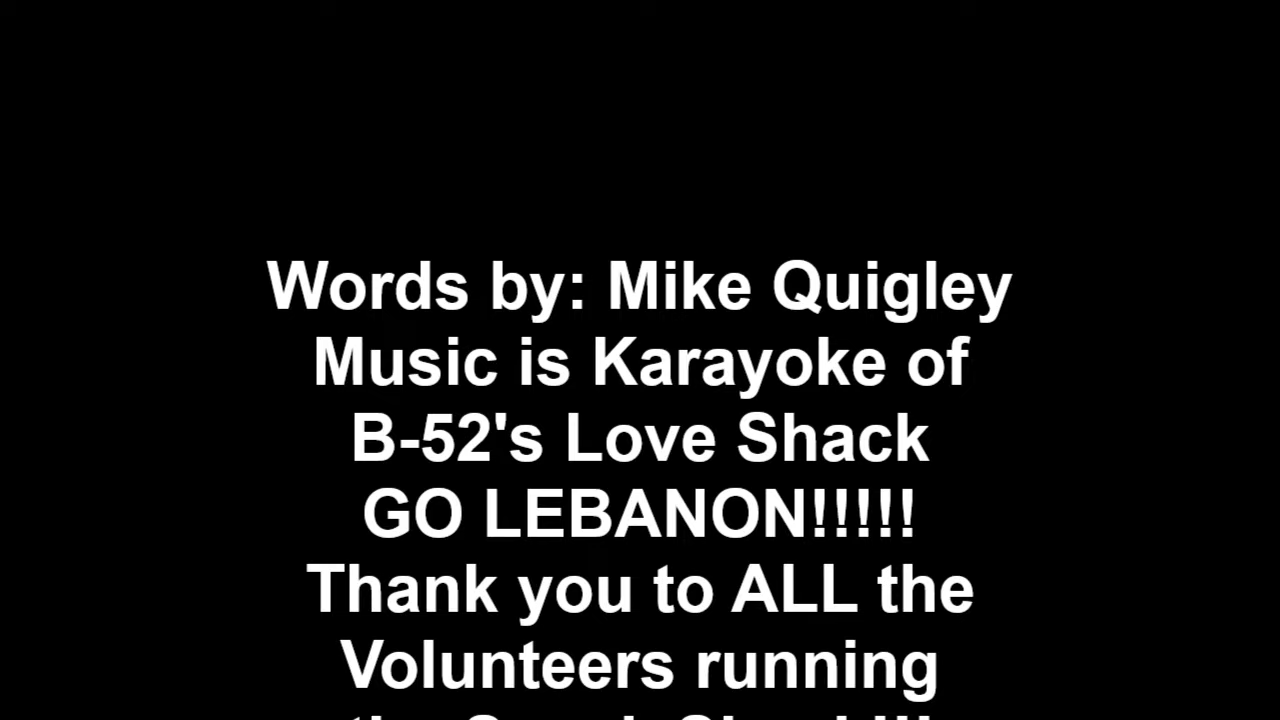 Words by: Mike Quigley
Music is Karayoke of
B-52's Love Shack
GO LEBANON!!!!!
Thank you to ALL the
Volunteers running